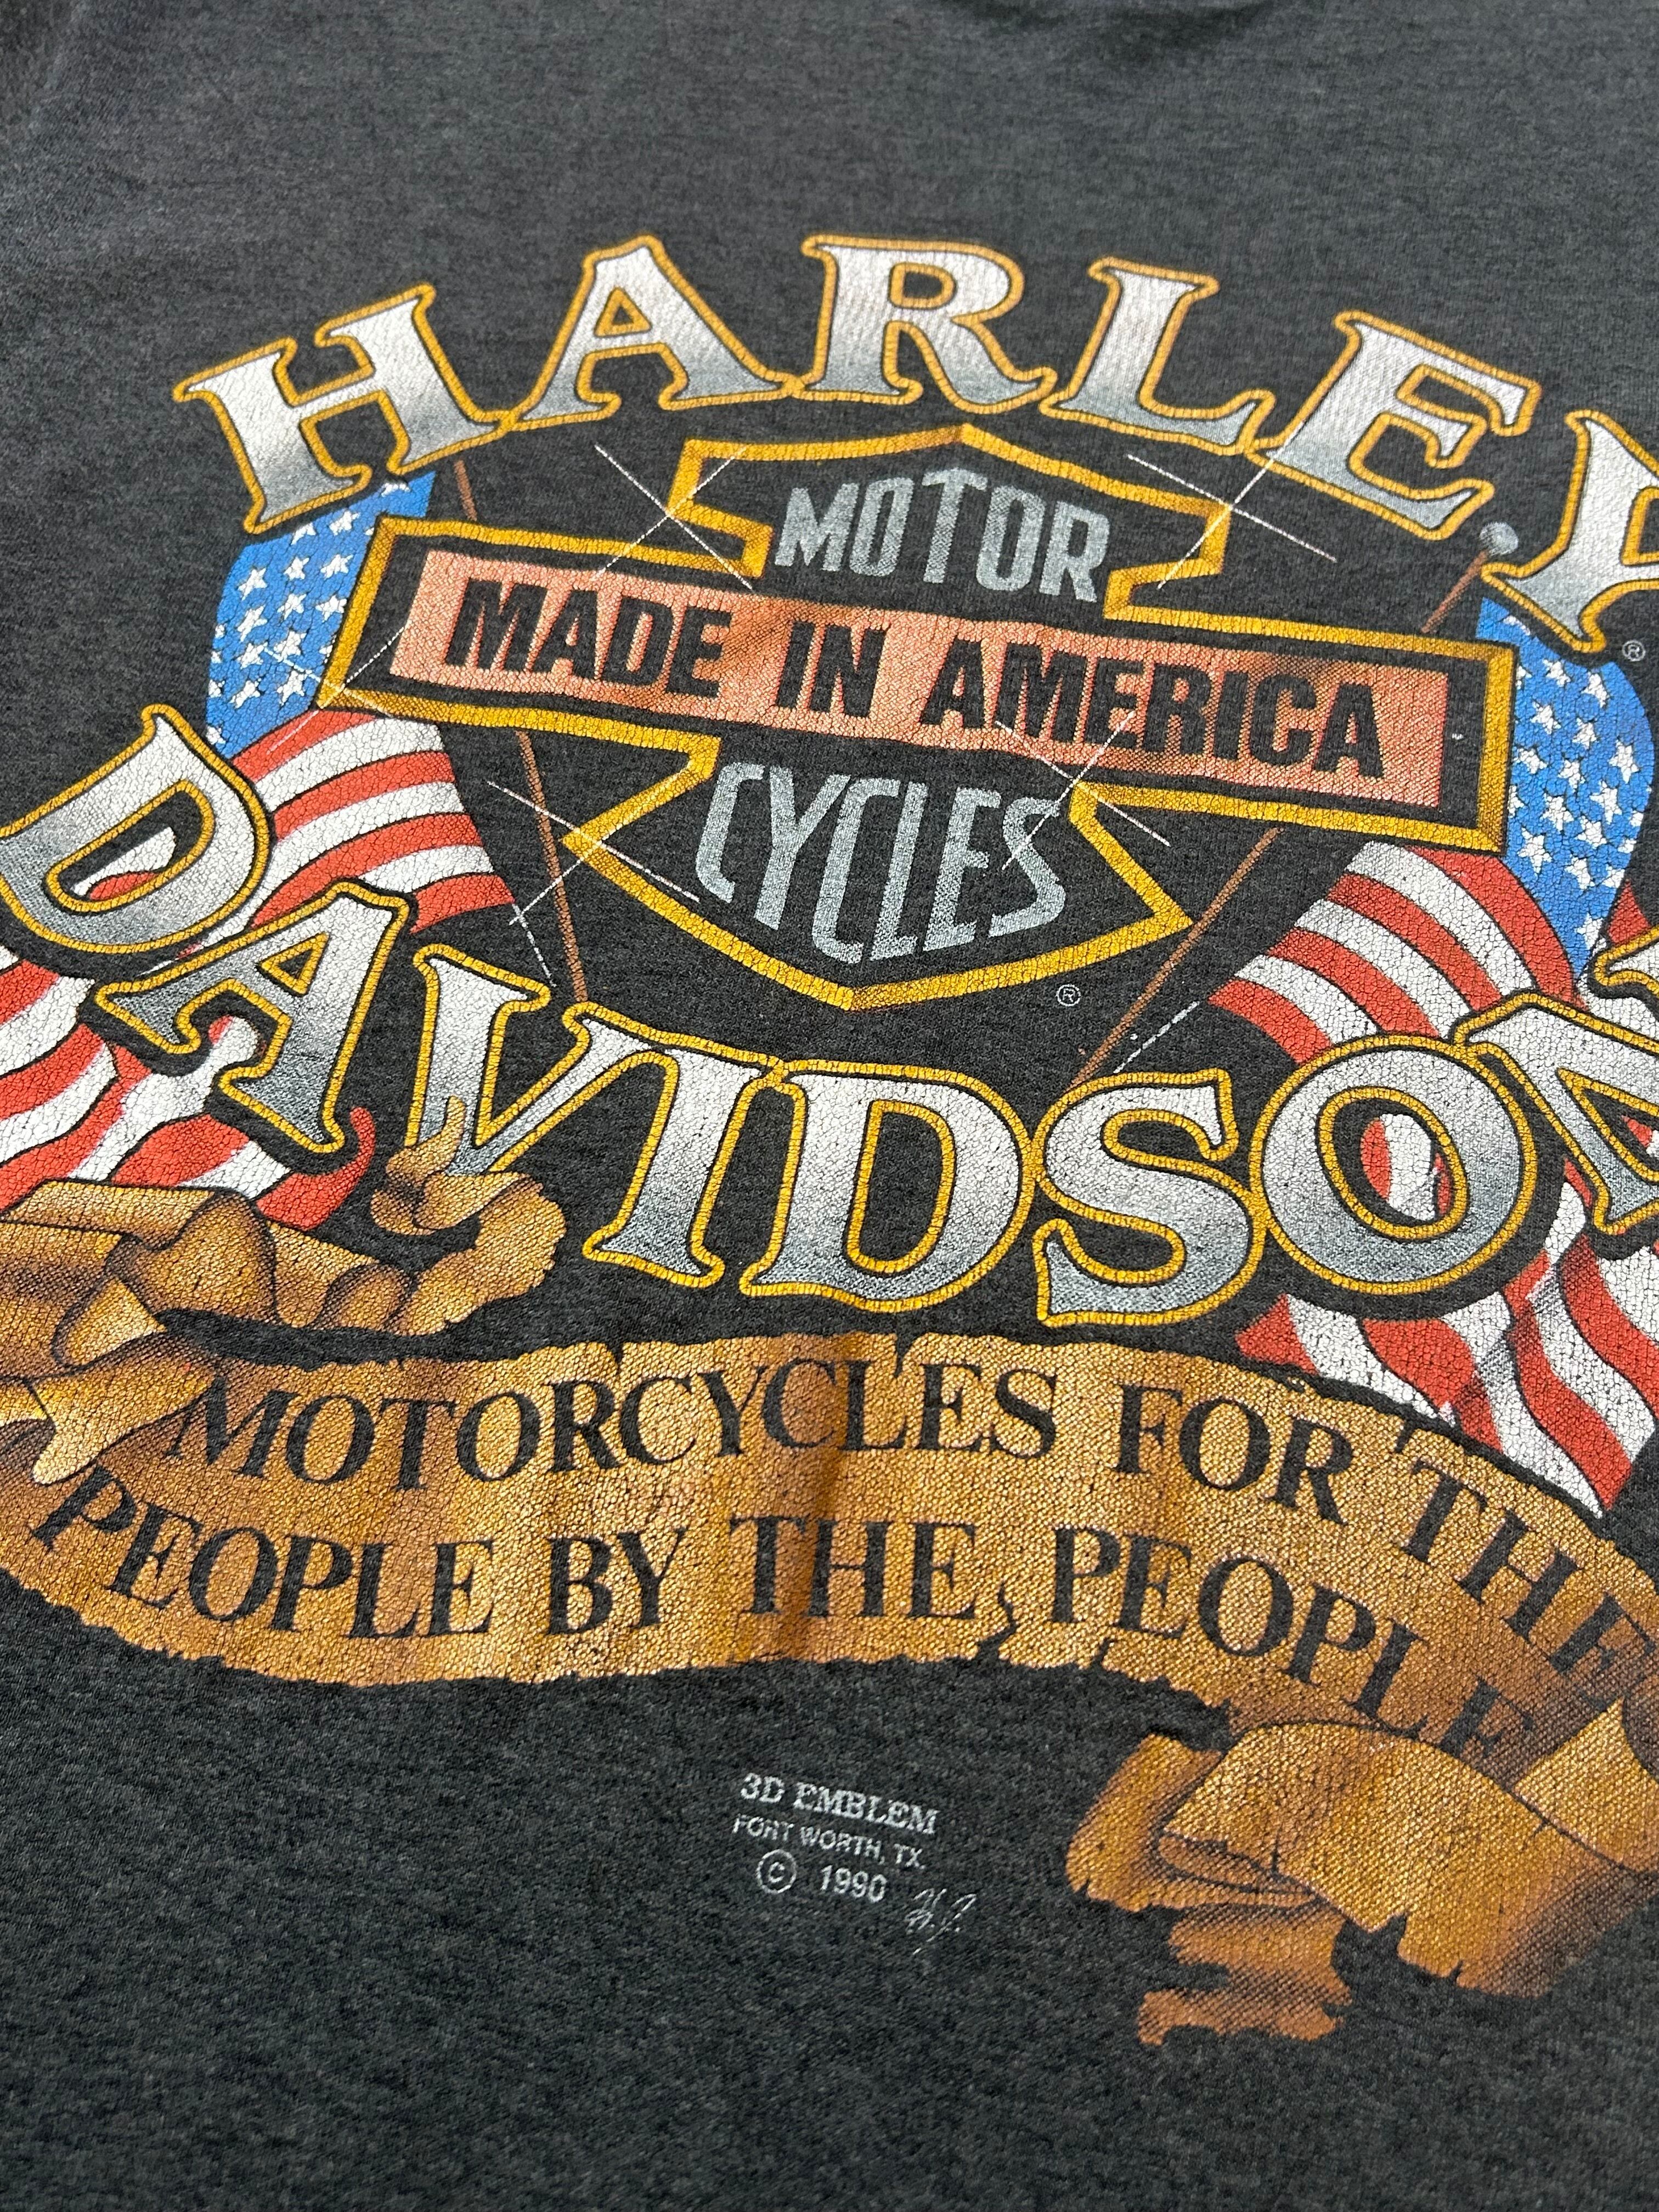 HARLEY
MOTOR
MADE IN AMERICA
®
CYCLES
®
DAVIDSON
MOTORCYCLES FOR THE
PEOPLE BY THE PEOPLE
3D EMBLEM
FORT WORTH, TX.
© 1990